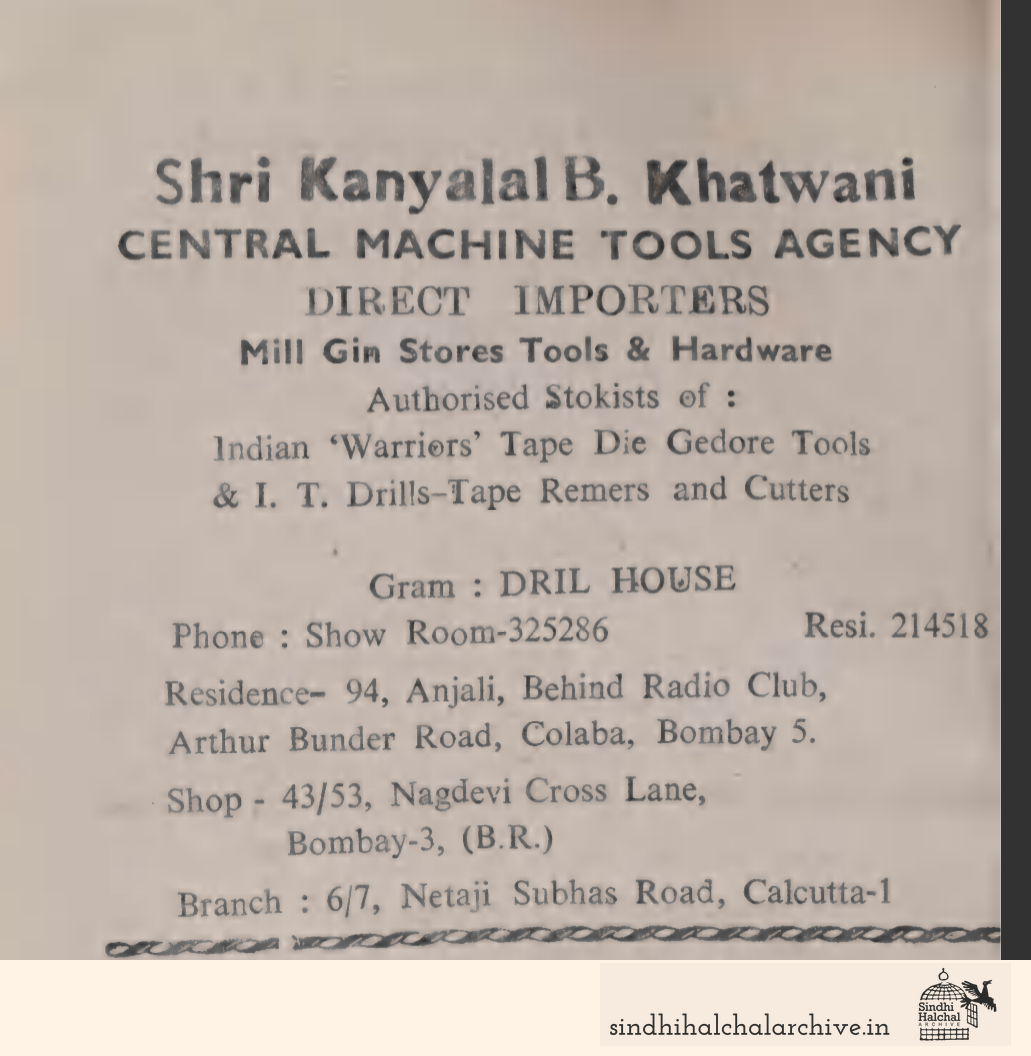 Shri Kanyalal B. Khatwani
CENTRAL MACHINE TOOLS AGENCY
DIRECT IMPORTERS
Mill Gin Stores Tools & Hardware
Authorised Stokists of :
Indian ‘Warriors’ Tape Die Gedore Tools
& I. T. Drills–Tape Remers and Cutters
Gram : DRIL HOUSE
Phone : Show Room-325286 Resi. 214518
Residence– 94, Anjali, Behind Radio Club,
Arthur Bunder Road, Colaba, Bombay 5.
Shop - 43/53, Nagdevi Cross Lane,
Bombay-3, (B.R.)
Branch : 6/7, Netaji Subhas Road, Calcutta-1
sindhihalchalarchive.in
Sindhi
Halchal
ARCHIVE